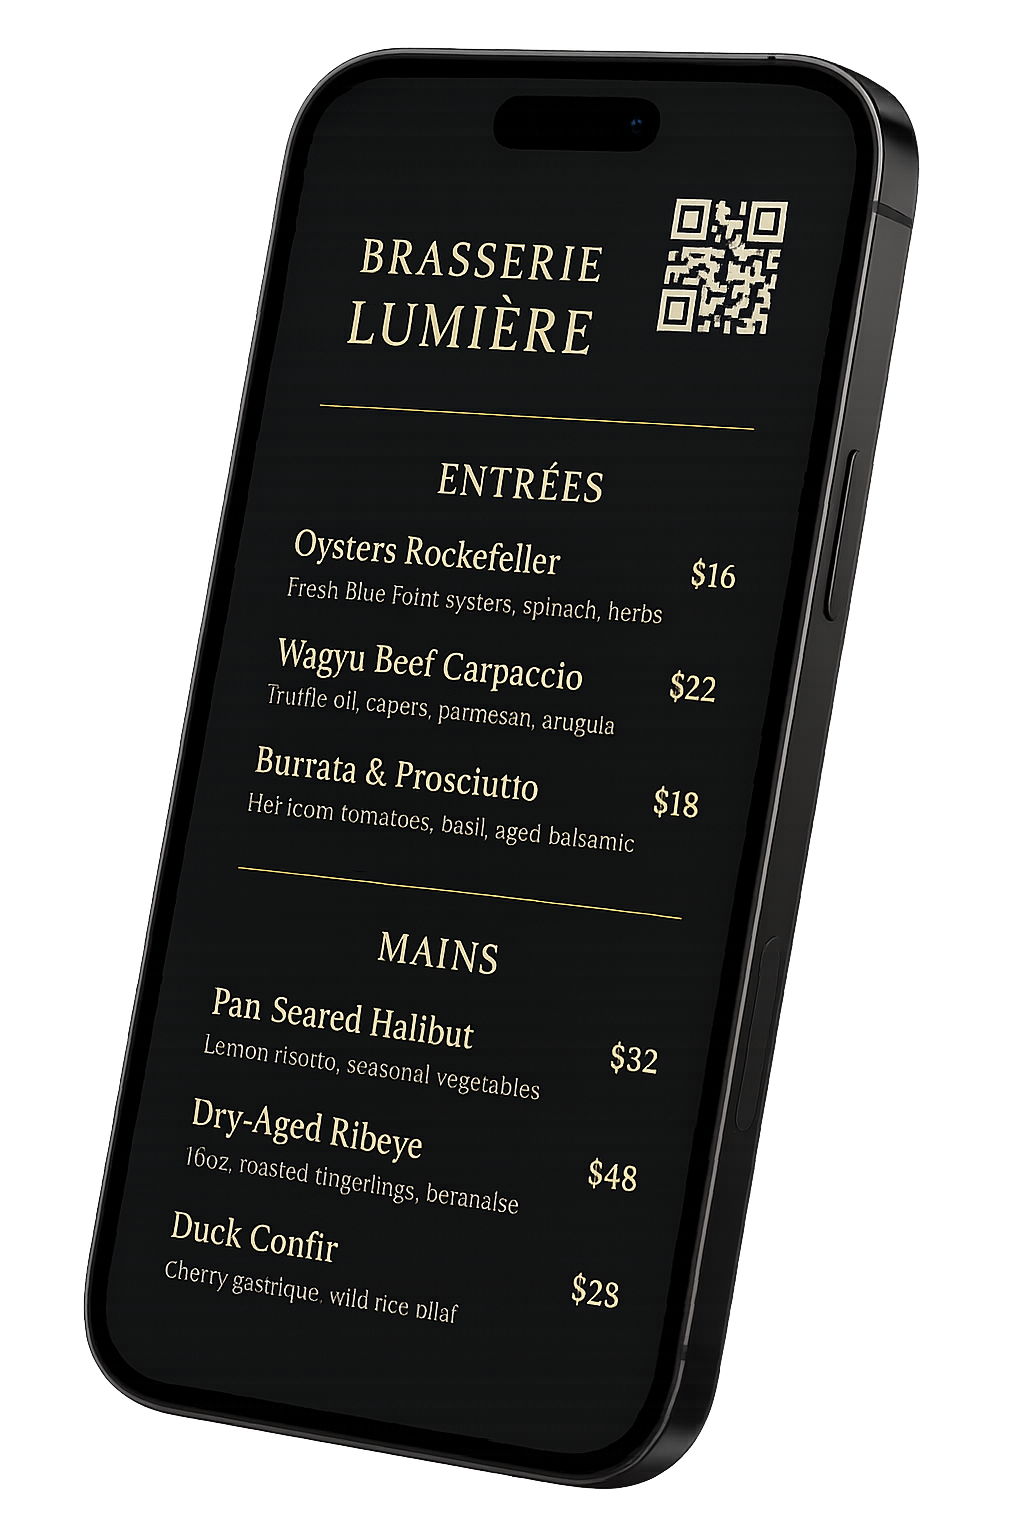 BRASSERIE
LUMIÈRE
ENTRÉES
Oysters Rockefeller
$16
Fresh Blue Foint systers, spinach, herbs
Wagyu Beef Carpaccio
$22
Truffle oil, capers, parmesan, arugula
Burrata & Prosciutto
$18
Heŀicom tomatoes, basil, aged balsamic
MAINS
Pan Seared Halibut
$32
Lemon risotto, seasonal vegetables
Dry-Aged Ribeye
$48
16oz, roasted tingerlings, beranalse
Duck Confir
$28
Cherry gastrique, wild rice pllaf